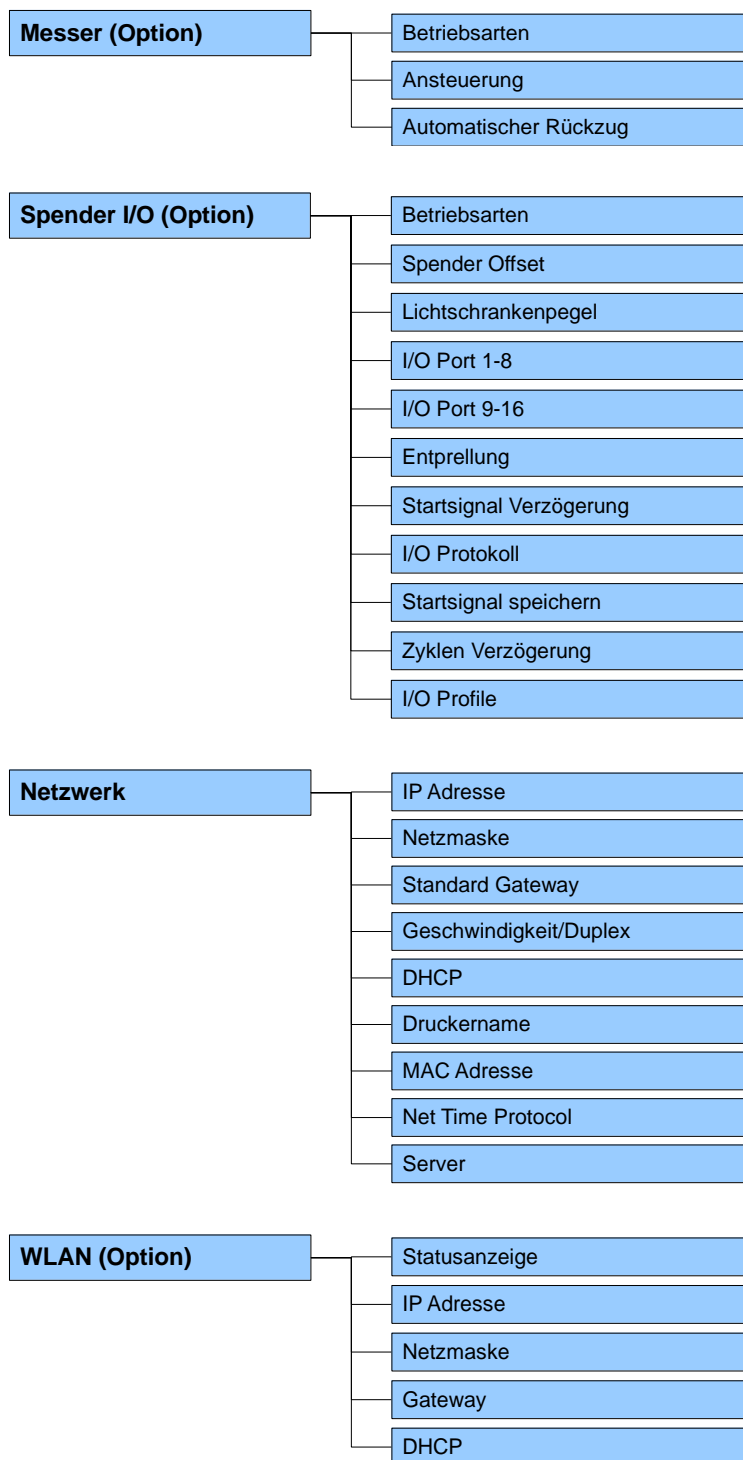 Messer (Option)
Betriebsarten
Ansteuerung
Automatischer Rückzug
Spender I/O (Option)
Betriebsarten
Spender Offset
Lichtschrankenpegel
I/O Port 1-8
I/O Port 9-16
Entprellung
Startsignal Verzögerung
I/O Protokoll
Startsignal speichern
Zyklen Verzögerung
I/O Profile
Netzwerk
IP Adresse
Netzmaske
Standard Gateway
Geschwindigkeit/Duplex
DHCP
Druckername
MAC Adresse
Net Time Protocol
Server
WLAN (Option)
Statusanzeige
IP Adresse
Netzmaske
Gateway
DHCP